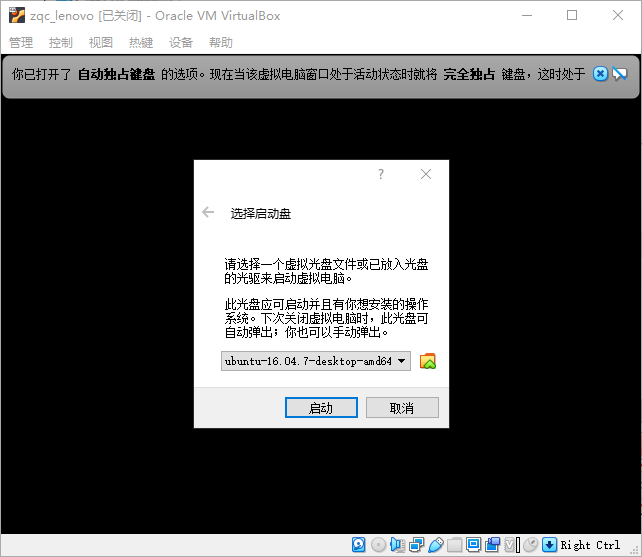 zqc_lenovo [已关闭] - Oracle VM VirtualBox
管理 控制 视图 热键 设备 帮助
你已打开了 自动独占键盘 的选项。现在当该虚拟电脑窗口处于活动状态时就将 完全独占 键盘，这时处于
?
选择启动盘
请选择一个虚拟光盘文件或已放入光盘
的光驱来启动虚拟电脑。
此光盘应可启动并且有你想安装的操作
系统。下次关闭虚拟电脑时，此光盘可
自动弹出；你也可以手动弹出。
ubuntu-16.04.7-desktop-amd64
启动 取消
Right Ctrl